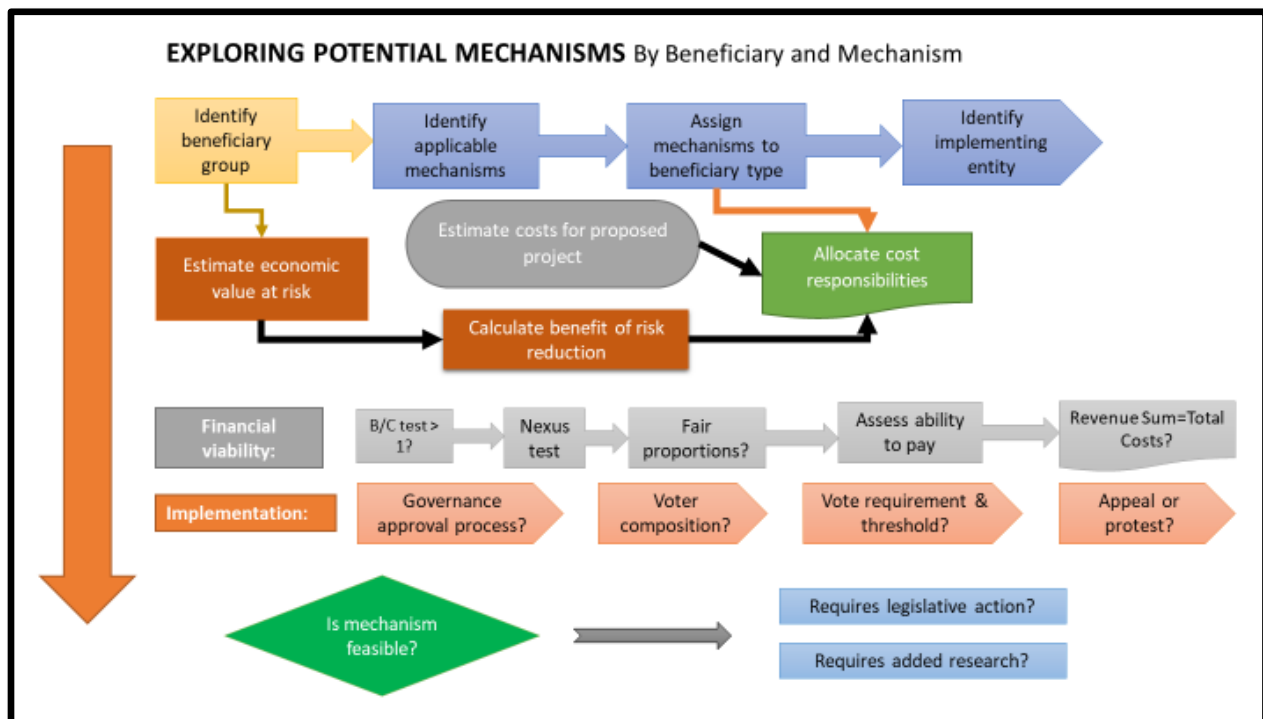 EXPLORING POTENTIAL MECHANISMS By Beneficiary and Mechanism
Identify
beneficiary
group
Identify
applicable
mechanisms
Assign
mechanisms to
beneficiary type
Identify
implementing
entity
Estimate economic
value at risk
Estimate costs for proposed
project
Allocate cost
responsibilities
Calculate benefit of risk
reduction
Financial
viability:
B/C test >
1?
Nexus
test
Fair
proportions?
Assess ability
to pay
Revenue Sum=Total
Costs?
Implementation:
Governance
approval process?
Voter
composition?
Vote requirement &
threshold?
Appeal or
protest?
Is mechanism
feasible?
Requires legislative action?
Requires added research?